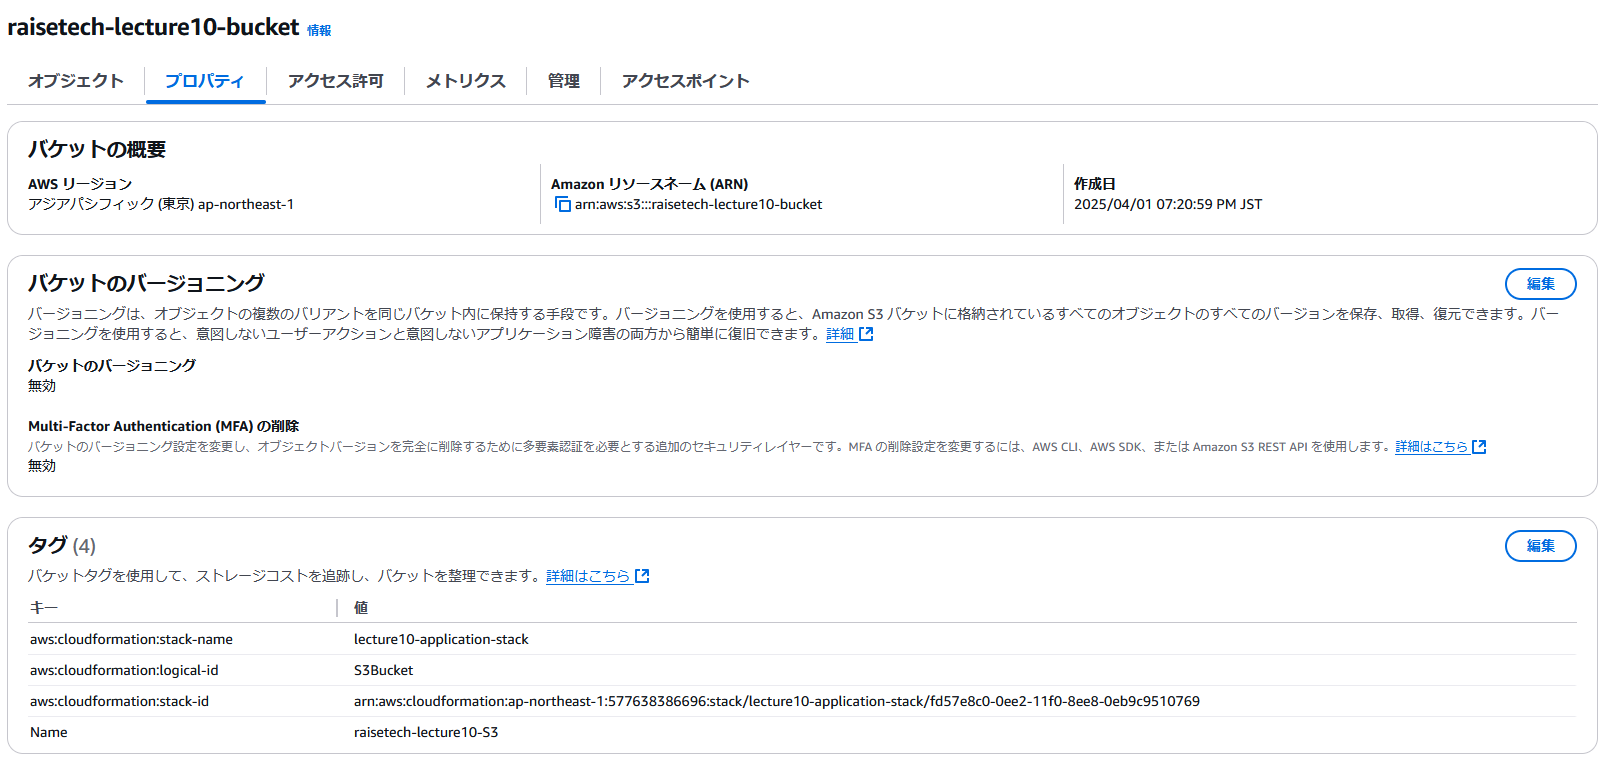 raisetech-lecture10-bucket 情報
オブジェクト プロパティ アクセス許可 メトリクス 管理 アクセスポイント
バケットの概要
AWS リージョン
アジアパシフィック (東京) ap-northeast-1
Amazon リソースネーム (ARN)
arn:aws:s3:::raisetech-lecture10-bucket
作成日
2025/04/01 07:20:59 PM JST
バケットのバージョニング
編集
バージョニングは、オブジェクトの複数のバリアントを同じバケット内に保持する手段です。バージョニングを使用すると、Amazon S3 バケットに格納されているすべてのオブジェクトのすべてのバージョンを保存、取得、復元できます。バー
ジョニングを使用すると、意図しないユーザーアクションと意図しないアプリケーション障害の両方から簡単に復旧できます。詳細
バケットのバージョニング
無効
Multi-Factor Authentication (MFA) の削除
バケットのバージョニング設定を変更し、オブジェクトバージョンを完全に削除するために多要素認証を必要とする追加のセキュリティレイヤーです。MFA の削除設定を変更するには、AWS CLI、AWS SDK、または Amazon S3 REST API を使用します。詳細はこちら
無効
タグ (4)
編集
バケットタグを使用して、ストレージコストを追跡し、バケットを整理できます。詳細はこちら
キー 値
aws:cloudformation:stack-name lecture10-application-stack
aws:cloudformation:logical-id S3Bucket
aws:cloudformation:stack-id arn:aws:cloudformation:ap-northeast-1:577638386696:stack/lecture10-application-stack/fd57e8c0-0ee2-11f0-8ee8-0eb9c9510769
Name raisetech-lecture10-S3